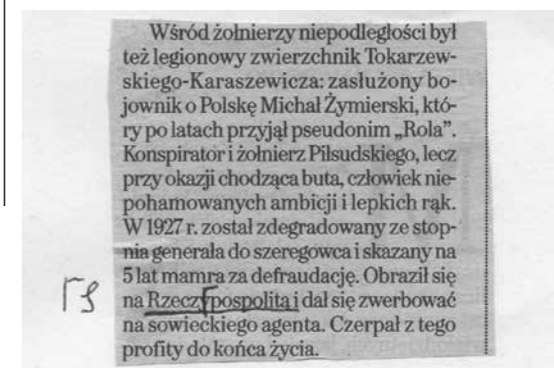 Wśród żołnierzy niepodległości był
też legionowy zwierzchnik Tokarzew-
skiego-Karaszewicza: zasłużony bo-
jownik o Polskę Michał Żymierski, któ-
ry po latach przyjął pseudonim „Rola”.
Konspirator i żołnierz Piłsudskiego, lecz
przy okazji chodząca buta, człowiek nie-
pohamowanych ambicji i lepkich rąk.
W 1927 r. został zdegradowany ze stop-
nia generała do szeregowca i skazany na
5 lat mamra za defraudację. Obraził się
na Rzeczypospolitą i dał się zwerbować
na sowieckiego agenta. Czerpał z tego
profity do końca życia.